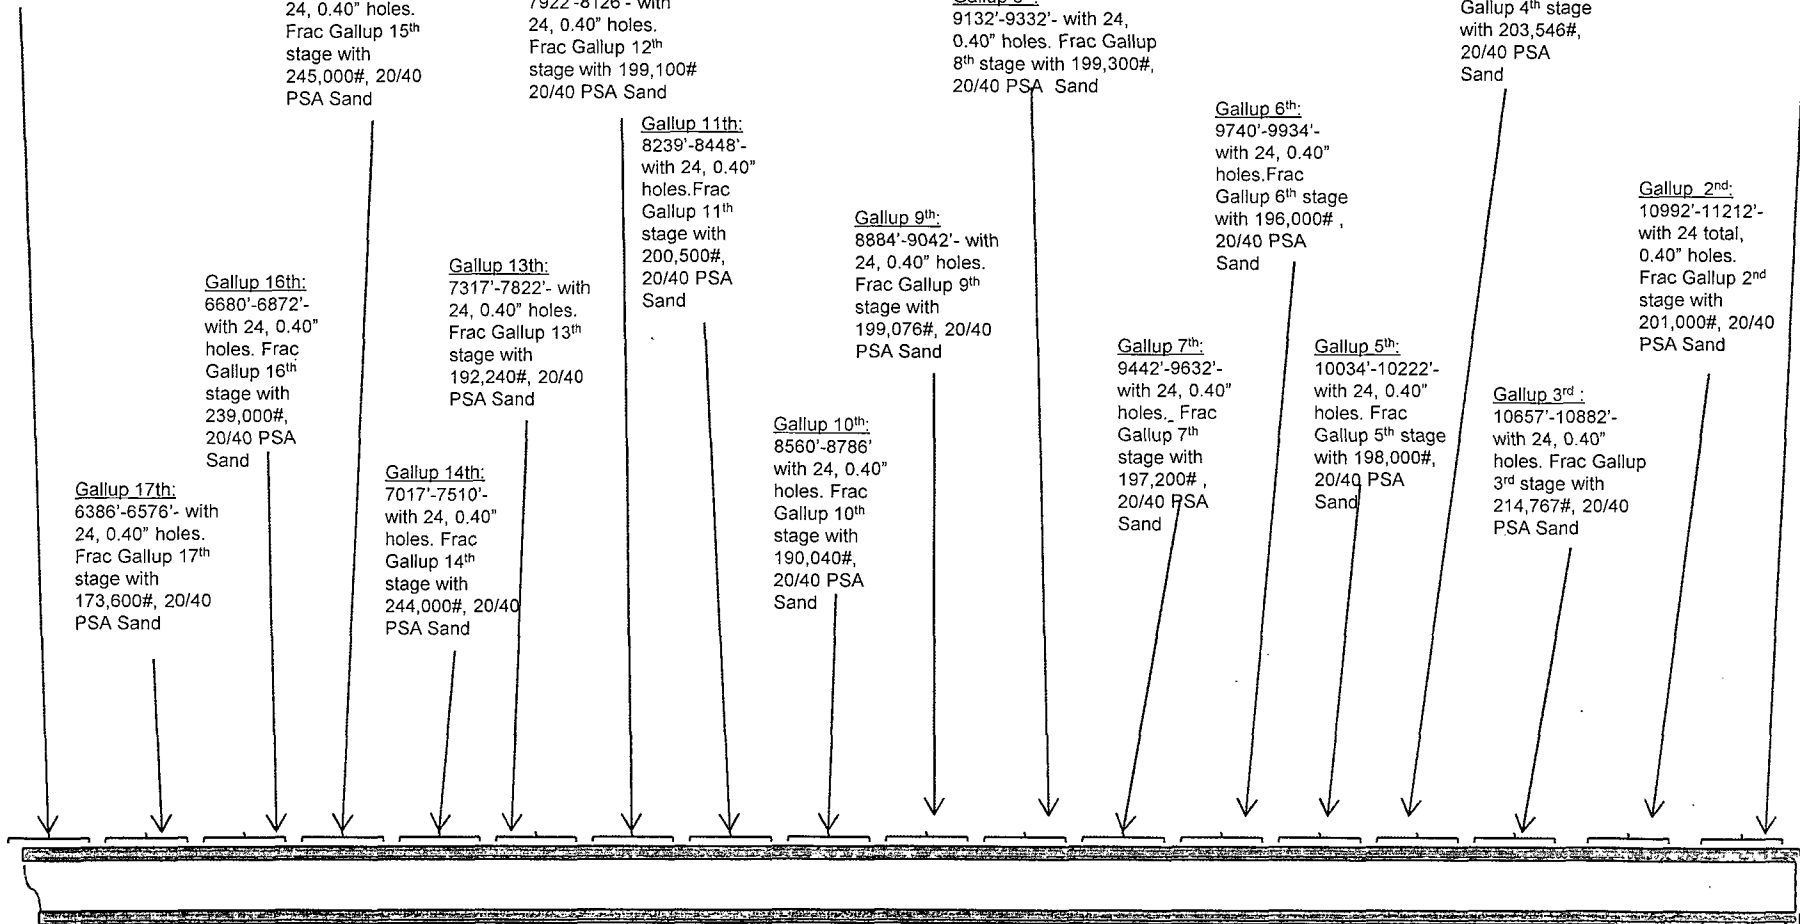 24, 0.40" holes.
Frac Gallup 15th
stage with
245,000#, 20/40
PSA Sand
7922'-8126'- with
24, 0.40" holes.
Frac Gallup 12th
stage with 199,100#
20/40 PSA Sand
9132'-9332'- with 24,
0.40" holes. Frac Gallup
8th stage with 199,300#,
20/40 PSA Sand
Gallup 4th stage
with 203,546#,
20/40 PSA
Sand
Gallup 11th:
8239'-8448'-
with 24, 0.40"
holes.Frac
Gallup 11th
stage with
200,500#,
20/40 PSA
Sand
Gallup 6th:
9740'-9934'-
with 24, 0.40"
holes.Frac
Gallup 6th stage
with 196,000# ,
20/40 PSA
Sand
Gallup 2nd:
10992'-11212'-
with 24 total,
0.40" holes.
Frac Gallup 2nd
stage with
201,000#, 20/40
PSA Sand
Gallup 9th:
8884'-9042'- with
24, 0.40" holes.
Frac Gallup 9th
stage with
199,076#, 20/40
PSA Sand
Gallup 16th:
6680'-6872'-
with 24, 0.40"
holes. Frac
Gallup 16th
stage with
239,000#,
20/40 PSA
Sand
Gallup 13th:
7317'-7822'- with
24, 0.40" holes.
Frac Gallup 13th
stage with
192,240#, 20/40
PSA Sand
Gallup 7th:
9442'-9632'-
with 24, 0.40"
holes. Frac
Gallup 7th
stage with
197,200# ,
20/40 PSA
Sand
Gallup 5th:
10034'-10222'-
with 24, 0.40"
holes. Frac
Gallup 5th stage
with 198,000#,
20/40 PSA
Sand
Gallup 3rd :
10657'-10882'-
with 24, 0.40"
holes. Frac Gallup
3rd stage with
214,767#, 20/40
PSA Sand
Gallup 10th:
8560'-8786'
with 24, 0.40"
holes. Frac
Gallup 10th
stage with
190,040#,
20/40 PSA
Sand
Gallup 14th:
7017'-7510'-
with 24, 0.40"
holes. Frac
Gallup 14th
stage with
244,000#, 20/40
PSA Sand
Gallup 17th:
6386'-6576'- with
24, 0.40" holes.
Frac Gallup 17th
stage with
173,600#, 20/40
PSA Sand